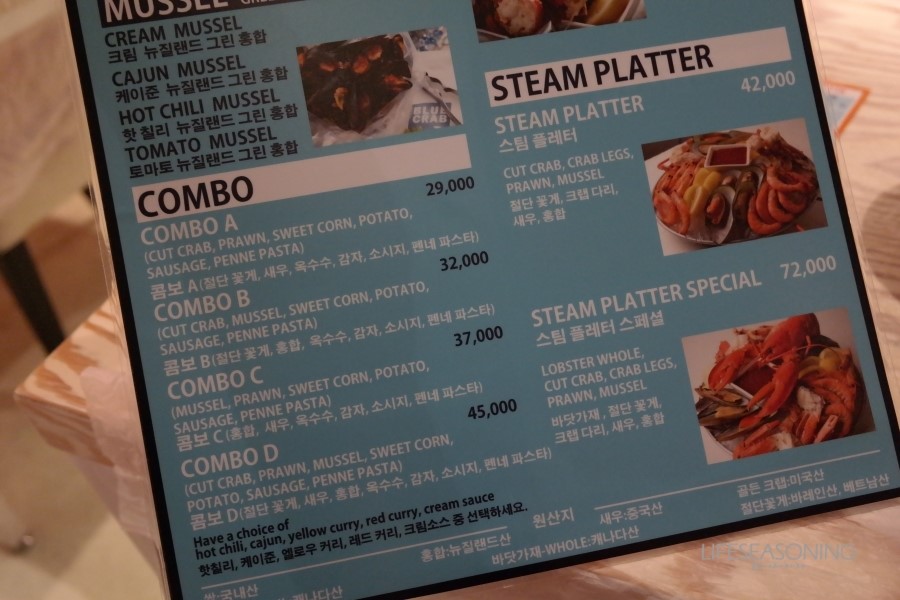 MUSSEL
CREAM MUSSEL
크림 뉴질랜드 그린 홍합
CAJUN MUSSEL
케이준 뉴질랜드 그린 홍합
HOT CHILI MUSSEL
핫 칠리 뉴질랜드 그린 홍합
TOMATO MUSSEL
토마토 뉴질랜드 그린 홍합
BLUE CRAB
COMBO
29,000
COMBO A
(CUT CRAB, PRAWN, SWEET CORN, POTATO,
SAUSAGE, PENNE PASTA)
콤보 A (절단 꽃게, 새우, 옥수수, 감자, 소시지, 펜네 파스타)
32,000
COMBO B
(CUT CRAB, MUSSEL, SWEET CORN, POTATO,
SAUSAGE, PENNE PASTA)
콤보 B (절단 꽃게, 홍합, 옥수수, 감자, 소시지, 펜네 파스타)
37,000
COMBO C
(MUSSEL, PRAWN, SWEET CORN, POTATO,
SAUSAGE, PENNE PASTA)
콤보 C (홍합, 새우, 옥수수, 감자, 소시지, 펜네 파스타)
45,000
COMBO D
(CUT CRAB, PRAWN, MUSSEL, SWEET CORN,
POTATO, SAUSAGE, PENNE PASTA)
콤보 D (절단 꽃게, 새우, 홍합, 옥수수, 감자, 소시지, 펜네 파스타)
Have a choice of
hot chili, cajun, yellow curry, red curry, cream sauce
핫칠리, 케이준, 엘로우 커리, 레드 커리, 크림소스 중 선택하세요.
STEAM PLATTER
42,000
STEAM PLATTER
스팀 플레터
CUT CRAB, CRAB LEGS,
PRAWN, MUSSEL
절단 꽃게, 크랩 다리,
새우, 홍합
STEAM PLATTER SPECIAL 72,000
스팀 플레터 스페셜
LOBSTER WHOLE,
CUT CRAB, CRAB LEGS,
PRAWN, MUSSEL
바닷가재, 절단 꽃게,
크랩 다리, 새우, 홍합
원산지
쌀:국내산
홍합:뉴질랜드산
새우:중국산
바닷가재-WHOLE:캐나다산
골든 크랩:미국산
절단꽃게:바레인산, 베트남산
캐나다산
LIFESEASONING